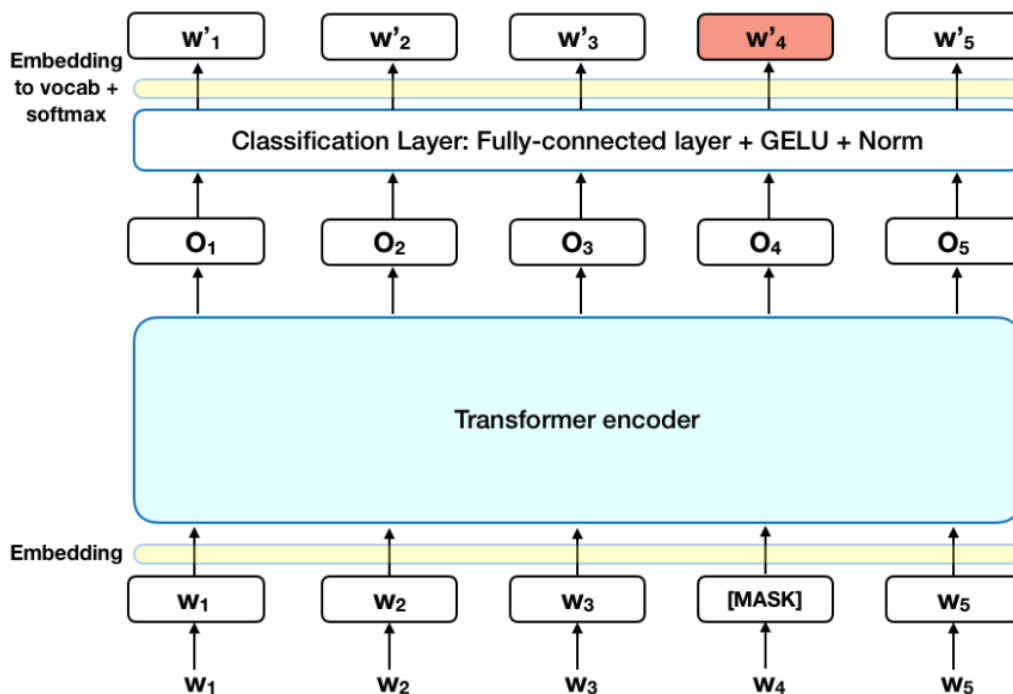 w'₁ w'₂ w'₃ w'₄ w'₅
Embedding
to vocab +
softmax
Classification Layer: Fully-connected layer + GELU + Norm
O₁ O₂ O₃ O₄ O₅
Transformer encoder
Embedding
w₁ w₂ w₃ [MASK] w₅
w₁ w₂ w₃ w₄ w₅